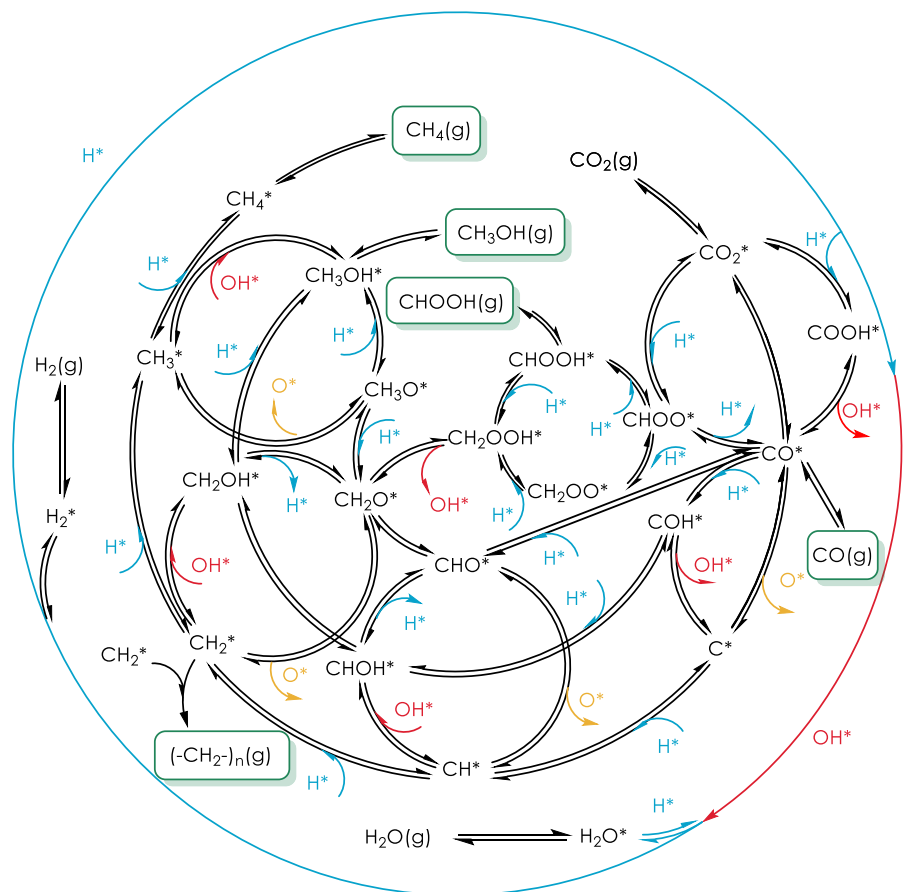 CH₄(g)
H*
CO₂(g)
CH₄*
CH₃OH(g)
CO₂*
H*
H*
OH*
CH₃OH*
CHOOH(g)
COOH*
H₂(g)
CH₃*
H*
H*
CHOOH*
H*
O*
CH₃O*
H*
H*
CHOO*
H*
OH*
H*
CH₂OOH*
H*
CO*
CH₂OH*
H*
CH₂O*
OH*
CH₂OO*
H*
H₂*
H*
COH*
H*
OH*
CHO*
H*
OH*
CO(g)
O*
H*
H*
CH₂*
CH₂*
CHOH*
O*
C*
O*
OH*
OH*
H*
(-CH₂-)ₙ(g)
H*
CH*
H*
H₂O(g)
H₂O*